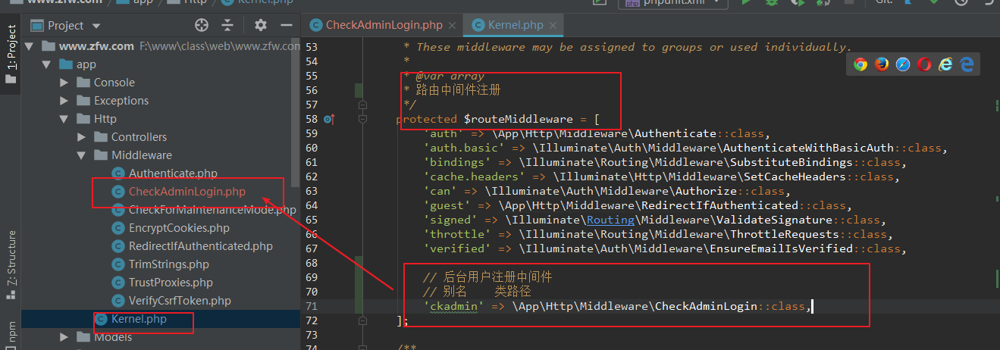 www.zfw.com app Http Kernel.php
phpunit.xml
Git:
1: Project
Z: Structure
npm
Project
www.zfw.com F:\www\class\web\www.zfw.com
app
Console
Exceptions
Http
Controllers
Middleware
Authenticate.php
CheckAdminLogin.php
CheckForMaintenanceMode.php
EncryptCookies.php
RedirectIfAuthenticated.php
TrimStrings.php
TrustProxies.php
VerifyCsrfToken.php
Kernel.php
Models
CheckAdminLogin.php
Kernel.php
53 * These middleware may be assigned to groups or used individually.
54 *
55 * @var array
56 * 路由中间件注册
57 */
58 protected $routeMiddleware = [
59 'auth' => \App\Http\Middleware\Authenticate::class,
60 'auth.basic' => \Illuminate\Auth\Middleware\AuthenticateWithBasicAuth::class,
61 'bindings' => \Illuminate\Routing\Middleware\SubstituteBindings::class,
62 'cache.headers' => \Illuminate\Http\Middleware\SetCacheHeaders::class,
63 'can' => \Illuminate\Auth\Middleware\Authorize::class,
64 'guest' => \App\Http\Middleware\RedirectIfAuthenticated::class,
65 'signed' => \Illuminate\Routing\Middleware\ValidateSignature::class,
66 'throttle' => \Illuminate\Routing\Middleware\ThrottleRequests::class,
67 'verified' => \Illuminate\Auth\Middleware\EnsureEmailIsVerified::class,
68
69 // 后台用户注册中间件
70 // 别名 类路径
71 'ckadmin' => \App\Http\Middleware\CheckAdminLogin::class,
72 ];
73
74 /**